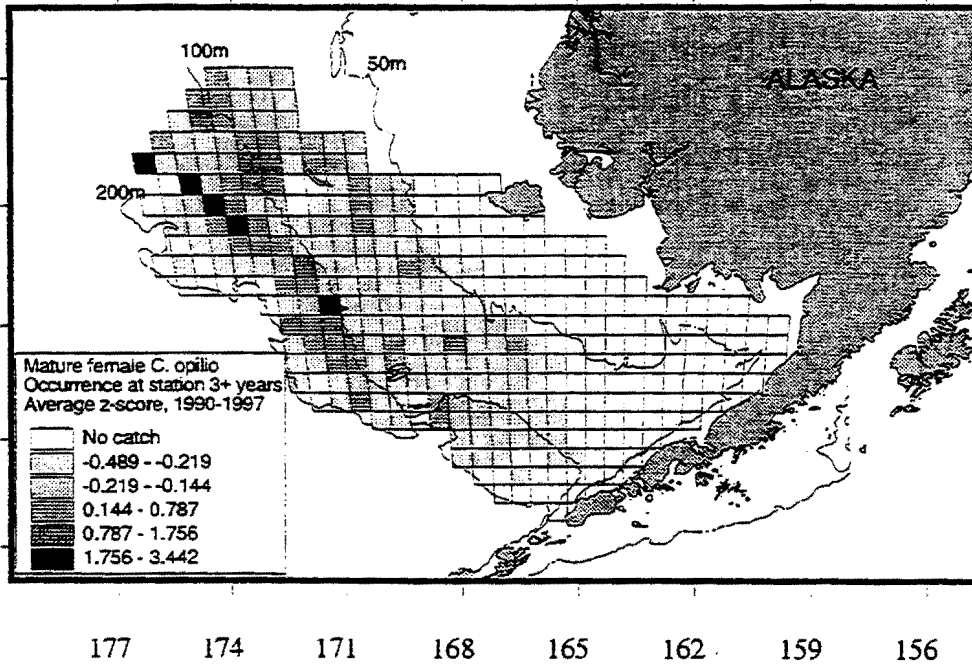 100m
50m
ALASKA
200m
Mature female C. opilio
Occurrence at station 3+ years
Average z-score, 1990-1997
No catch
-0.489 - -0.219
-0.219 - -0.144
0.144 - 0.787
0.787 - 1.756
1.756 - 3.442
177 174 171 168 165 162 159 156